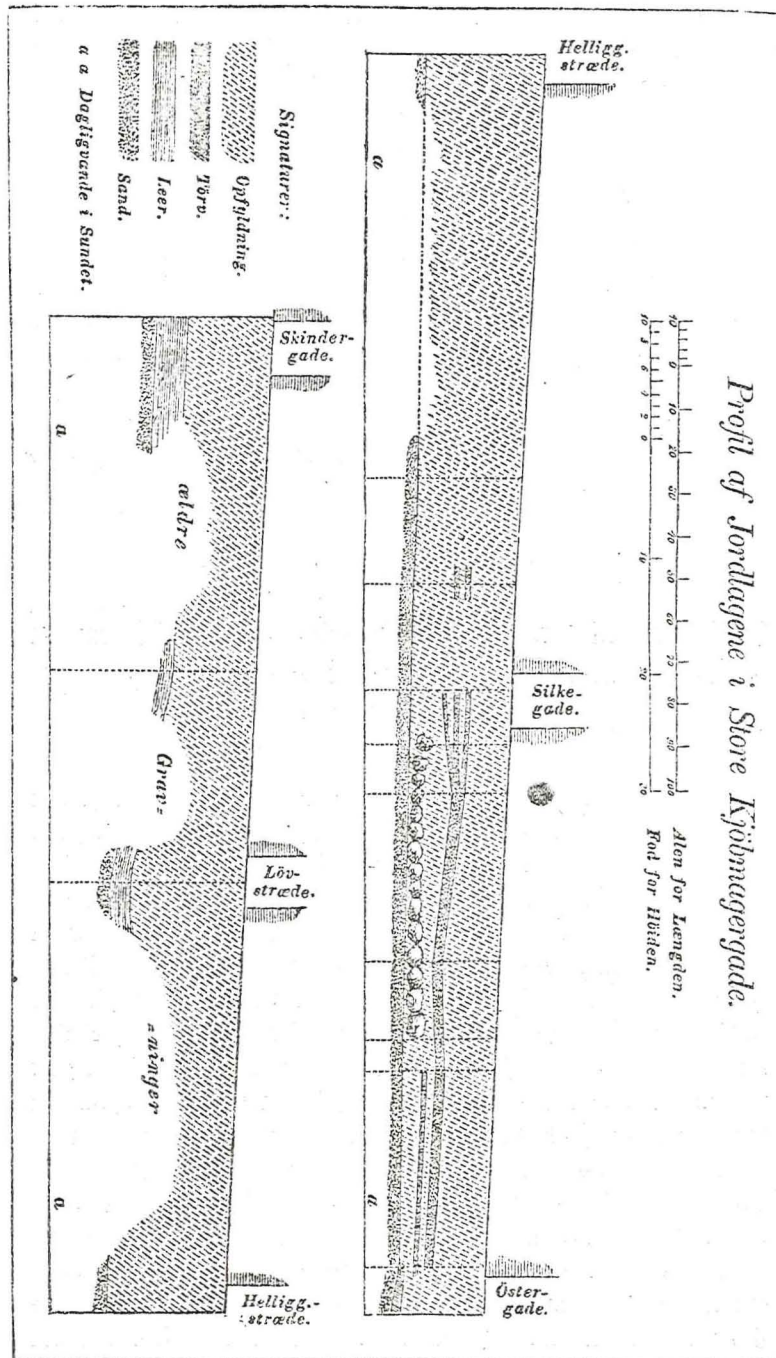 Profil af Jordlagene i Store Kjöbmagergade.
Alen for Længden.
Fod for Höiden.
Helligg.
stræde.
Silke-
gade.
Öster-
gade.
a
a
Skinder-
gade.
Löv-
stræde.
Helligg.-
stræde.
ældre
Grav=
=ninger
a
a
Signaturer:
Opfyldning.
Törv.
Leer.
Sand.
a a Dagligvande i Sundet.